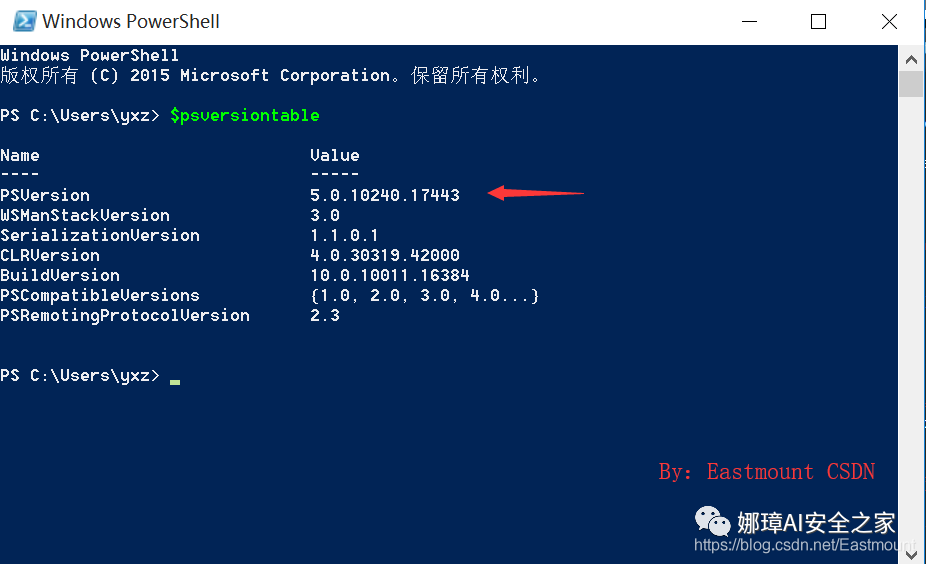 Windows PowerShell
Windows PowerShell
版权所有 (C) 2015 Microsoft Corporation。保留所有权利。
PS C:\Users\yxz> $psversiontable
Name Value
---- -----
PSVersion 5.0.10240.17443
WSManStackVersion 3.0
SerializationVersion 1.1.0.1
CLRVersion 4.0.30319.42000
BuildVersion 10.0.10011.16384
PSCompatibleVersions {1.0, 2.0, 3.0, 4.0...}
PSRemotingProtocolVersion 2.3
PS C:\Users\yxz>
By: Eastmount CSDN
娜璋AI安全之家
https://blog.csdn.net/Eastmount